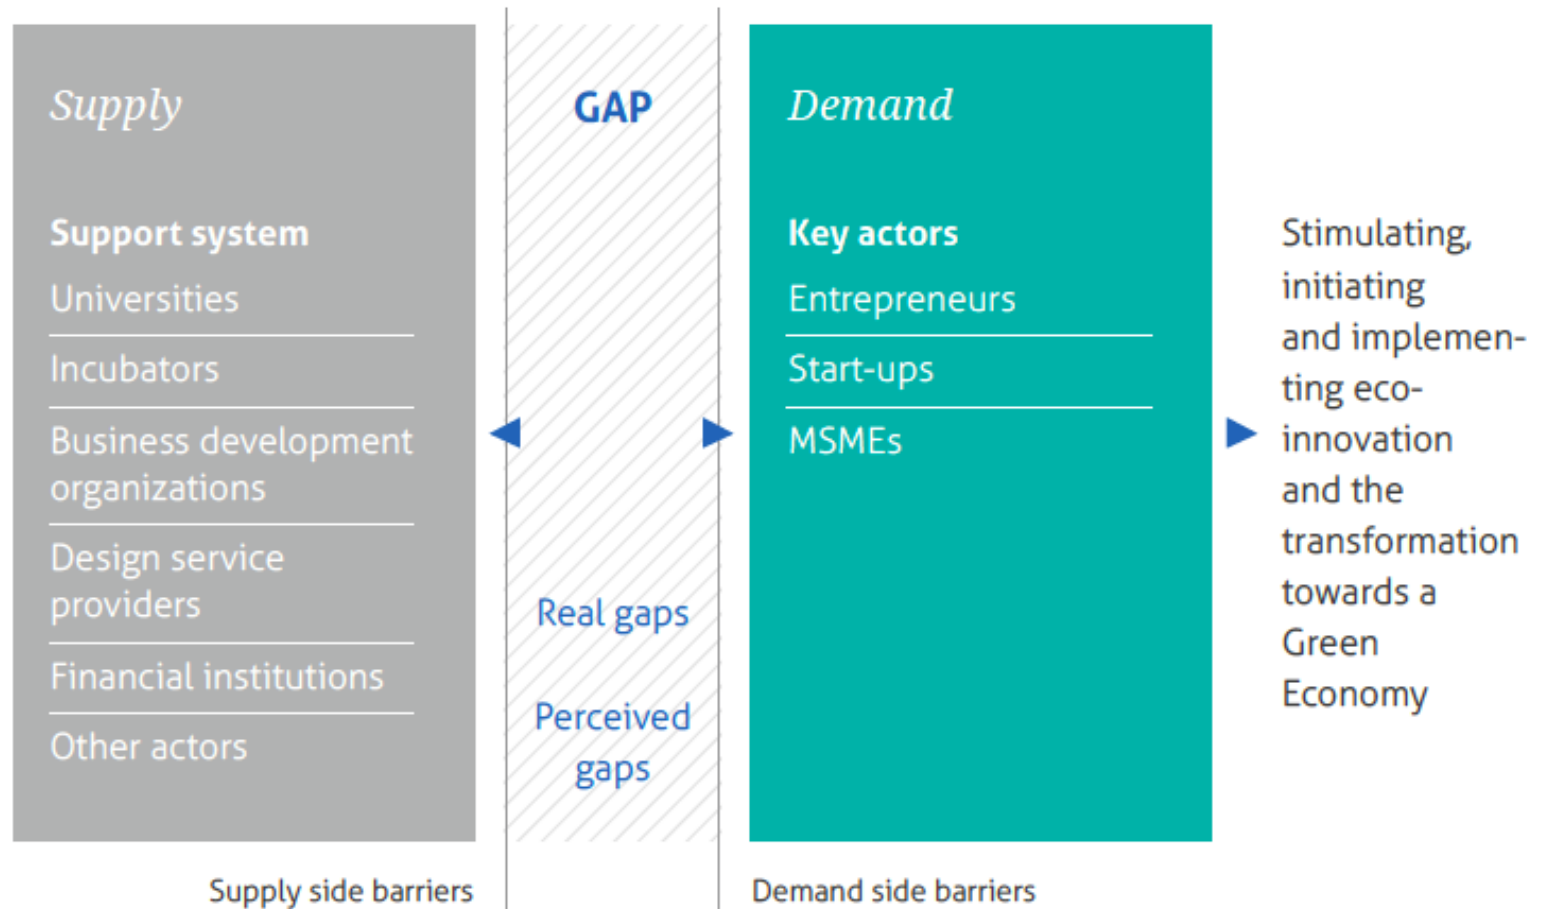 Supply
Support system
Universities
Incubators
Business development
organizations
Design service
providers
Financial institutions
Other actors
Supply side barriers
GAP
Real gaps
Perceived
gaps
Demand
Key actors
Entrepreneurs
Start-ups
MSMEs
Demand side barriers
Stimulating,
initiating
and implemen-
ting eco-
innovation
and the
transformation
towards a
Green
Economy